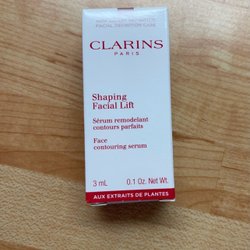 CLARINS
PARIS
Shaping
Facial Lift
Sérum remodelant
contours parfaits
Face
contouring serum
3 mL 0.1 Oz. Net Wt.
AUX EXTRAITS DE PLANTES